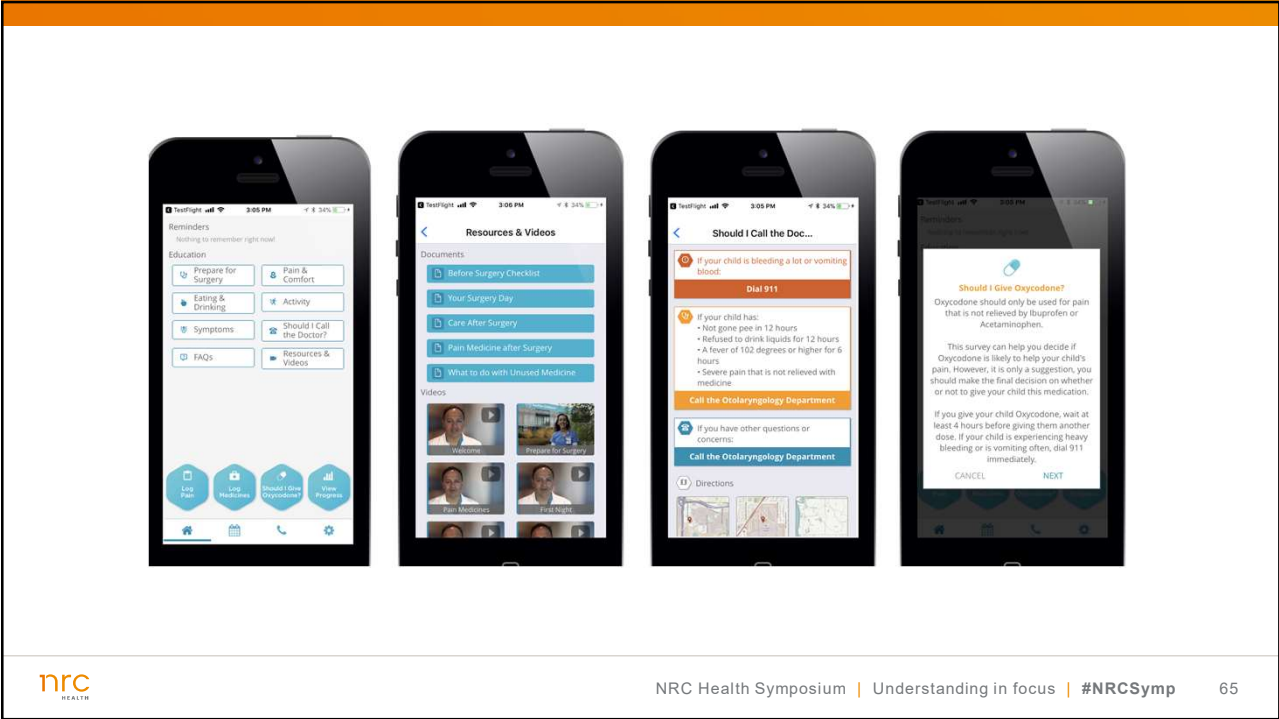 TestFlight 3:05 PM 34%
Reminders
Nothing to remember right now!
Education
Prepare for
Surgery
Pain &
Comfort
Eating &
Drinking
Activity
Symptoms
Should I Call
the Doctor?
FAQs
Resources &
Videos
Log
Pain
Log
Medicines
Should I Give
Oxycodone?
View
Progress
TestFlight 3:06 PM 34%
Resources & Videos
Documents
Before Surgery Checklist
Your Surgery Day
Care After Surgery
Pain Medicine after Surgery
What to do with Unused Medicine
Videos
Welcome
Prepare for Surgery
Pain Medicines
First Night
TestFlight 3:05 PM 34%
Should I Call the Doc...
If your child is bleeding a lot or vomiting
blood:
Dial 911
If your child has:
• Not gone pee in 12 hours
• Refused to drink liquids for 12 hours
• A fever of 102 degrees or higher for 6
hours
• Severe pain that is not relieved with
medicine
Call the Otolaryngology Department
If you have other questions or
concerns:
Call the Otolaryngology Department
Directions
TestFlight 3:05 PM 34%
Reminders
Nothing to remember right now!
Education
Should I Give Oxycodone?
Oxycodone should only be used for pain
that is not relieved by Ibuprofen or
Acetaminophen.
This survey can help you decide if
Oxycodone is likely to help your child's
pain. However, it is only a suggestion, you
should make the final decision on whether
or not to give your child this medication.
If you give your child Oxycodone, wait at
least 4 hours before giving them another
dose. If your child is experiencing heavy
bleeding or is vomiting often, dial 911
immediately.
CANCEL NEXT
nrc
HEALTH
NRC Health Symposium | Understanding in focus | #NRCSymp 65